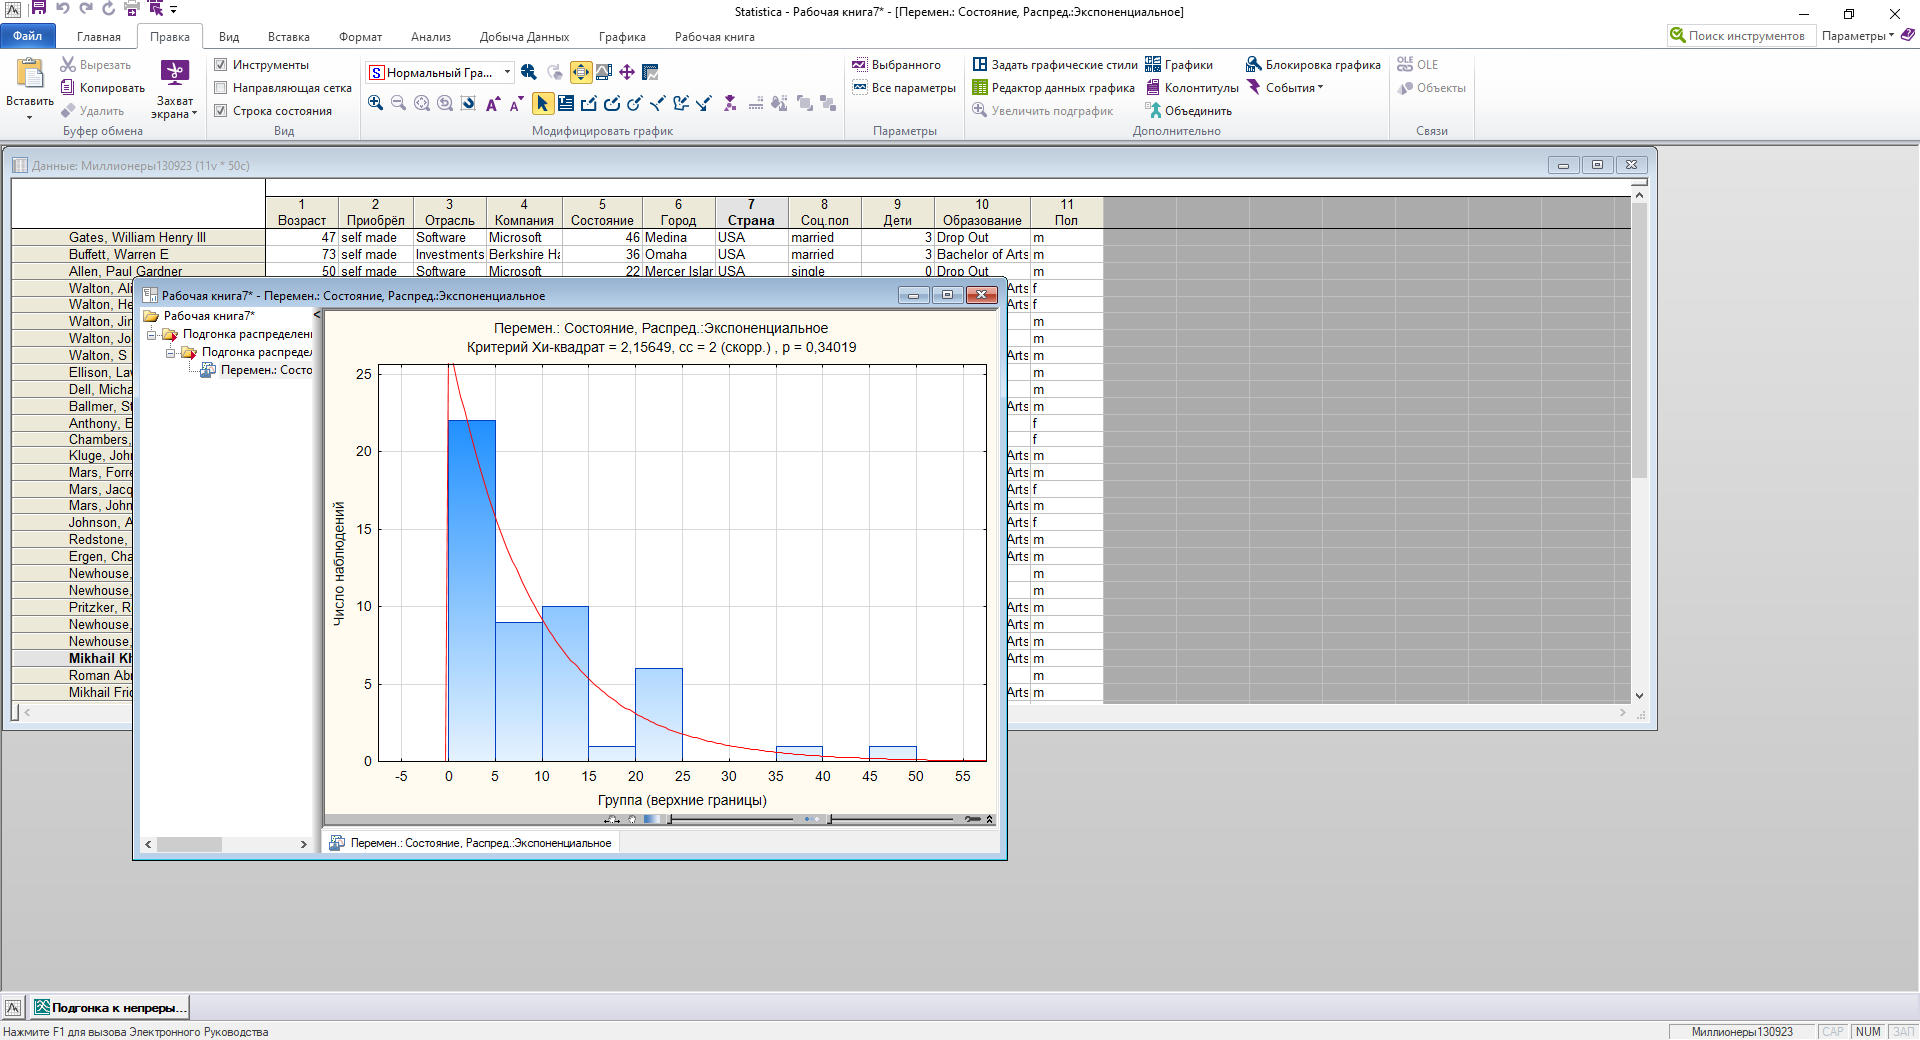 Statistica - Рабочая книга7* - [Перемен.: Состояние, Распред.:Экспоненциальное]
Файл Главная Правка Вид Вставка Формат Анализ Добыча Данных Графика Рабочая книга
Поиск инструментов Параметры
Вставить
Вырезать
Копировать
Удалить
Захват экрана
Буфер обмена
Инструменты
Направляющая сетка
Строка состояния
Вид
Нормальный Гра...
Модифицировать график
Выбранного
Все параметры
Параметры
Задать графические стили
Редактор данных графика
Увеличить подграфик
Графики
Колонтитулы
Объединить
Блокировка графика
События
Дополнительно
OLE
Объекты
Связи
Данные: Миллионеры130923 (11v * 50c)
1 2 3 4 5 6 7 8 9 10 11
Возраст Приобрёл Отрасль Компания Состояние Город Страна Соц.пол Дети Образование Пол
Gates, William Henry III 47 self made Software Microsoft 46 Medina USA married 3 Drop Out m
Buffett, Warren E 73 self made Investments Berkshire Ha 36 Omaha USA married 3 Bachelor of Arts m
Allen, Paul Gardner 50 self made Software Microsoft 22 Mercer Islar USA single 0 Drop Out m
Walton, Ali Arts f
Walton, He Arts f
Walton, Jir m
Walton, Jo m
Walton, S Arts m
Ellison, Lav m
Dell, Micha m
Ballmer, St Arts m
Anthony, E f
Chambers, f
Kluge, John Arts m
Mars, Forre Arts m
Mars, Jacq Arts f
Mars, John Arts m
Johnson, A Arts f
Redstone, Arts m
Ergen, Cha Arts m
Newhouse, m
Newhouse, m
Pritzker, R Arts m
Newhouse, Arts m
Newhouse, Arts m
Mikhail Kh Arts m
Roman Abr m
Mikhail Frid Arts m
Рабочая книга7* - Перемен.: Состояние, Распред.:Экспоненциальное
Рабочая книга7*
Подгонка распределен
Подгонка распредел
Перемен.: Состо
Перемен.: Состояние, Распред.:Экспоненциальное
Критерий Хи-квадрат = 2,15649, сс = 2 (скорр.) , p = 0,34019
25
20
15
10
5
0
Число наблюдений
-5 0 5 10 15 20 25 30 35 40 45 50 55
Группа (верхние границы)
Перемен.: Состояние, Распред.:Экспоненциальное
Подгонка к непреры...
Нажмите F1 для вызова Электронного Руководства
Миллионеры130923 CAP NUM ЗАП